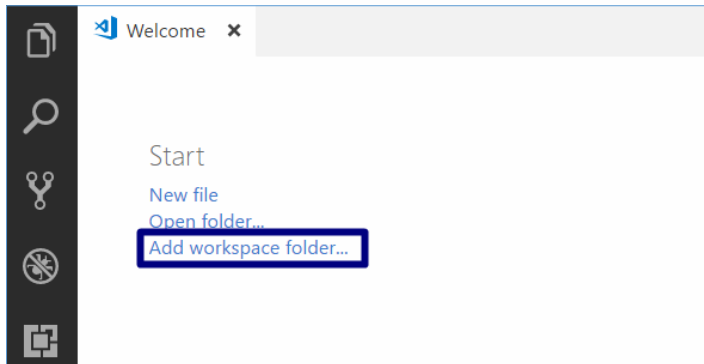 Welcome
Start
New file
Open folder...
Add workspace folder...